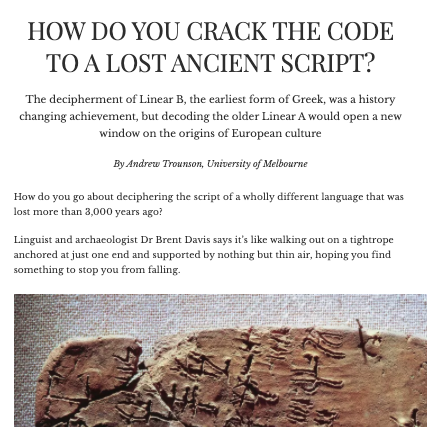 HOW DO YOU CRACK THE CODE
TO A LOST ANCIENT SCRIPT?
The decipherment of Linear B, the earliest form of Greek, was a history
changing achievement, but decoding the older Linear A would open a new
window on the origins of European culture
By Andrew Trounson, University of Melbourne
How do you go about deciphering the script of a wholly different language that was
lost more than 3,000 years ago?
Linguist and archaeologist Dr Brent Davis says it's like walking out on a tightrope
anchored at just one end and supported by nothing but thin air, hoping you find
something to stop you from falling.